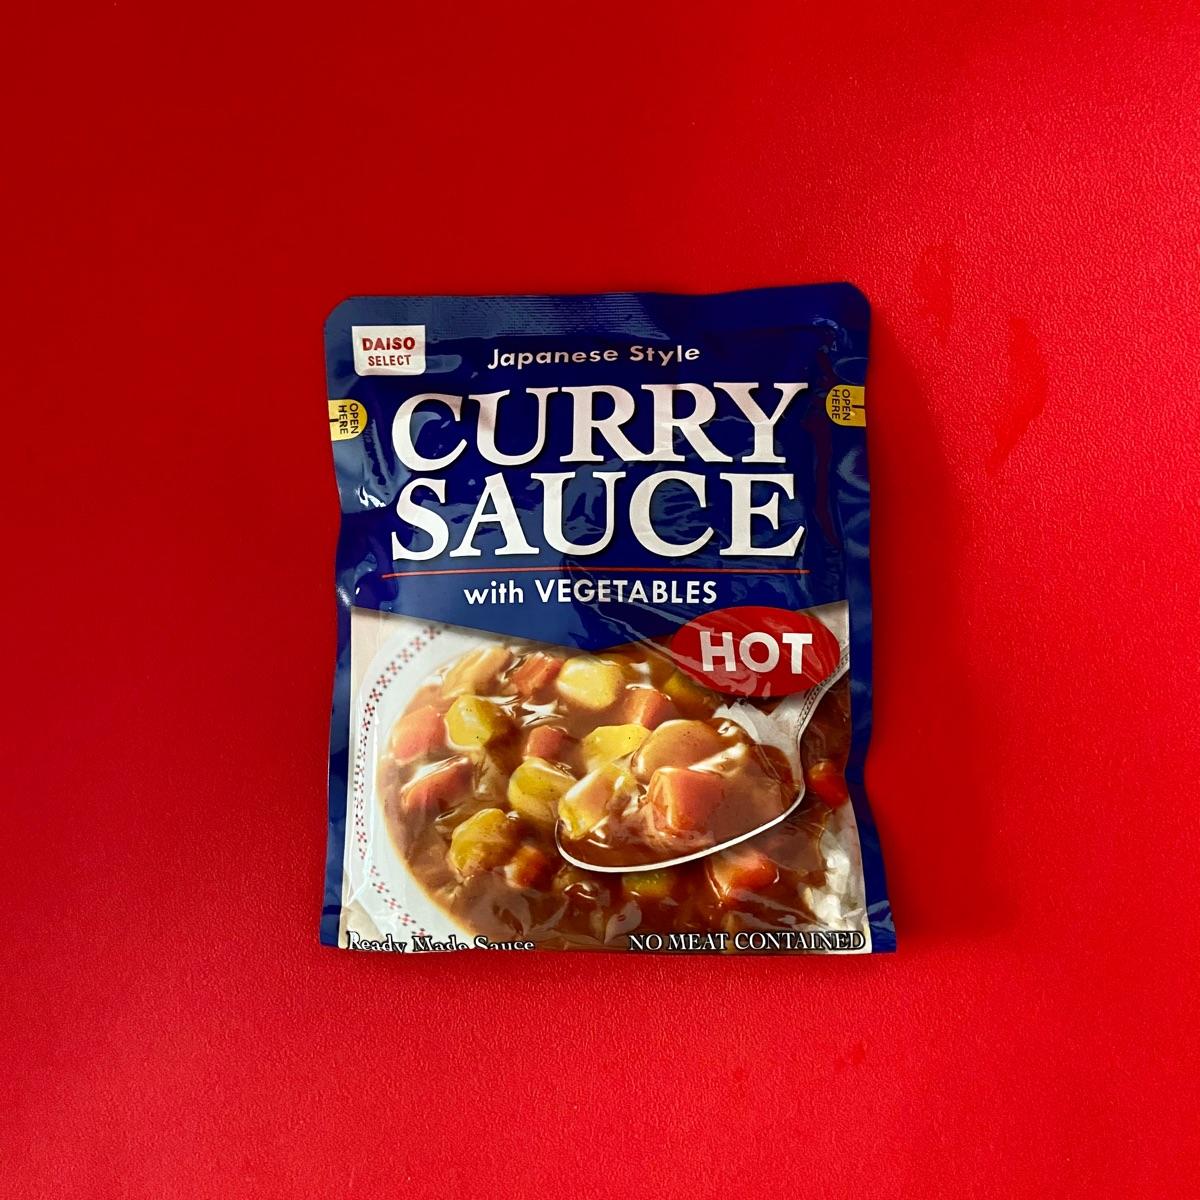 DAISO
SELECT
Japanese Style
CURRY
SAUCE
with VEGETABLES
OPEN
HERE
OPEN
HERE
HOT
Ready Made Sauce
NO MEAT CONTAINED